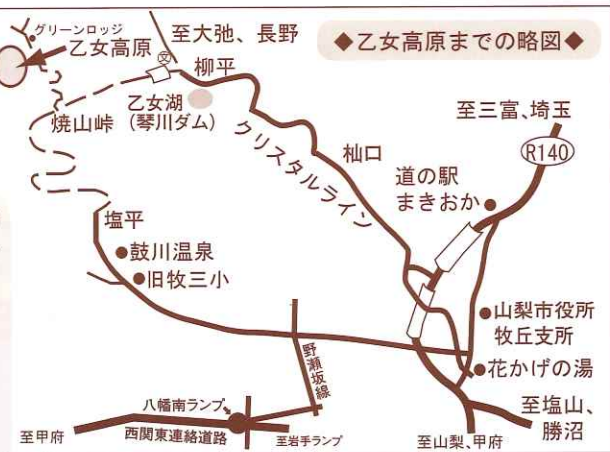 ◆乙女高原までの略図◆
グリーンロッジ
乙女高原
至大弛、長野
文
柳平
乙女湖
(琴川ダム)
焼山峠
クリスタルライン
杣口
至三富、埼玉
R140
道の駅
まきおか
塩平
鼓川温泉
旧牧三小
山梨市役所
牧丘支所
花かげの湯
野瀬坂線
八幡南ランプ
西関東連絡道路
至甲府
至岩手ランプ
至山梨、甲府
至塩山、
勝沼